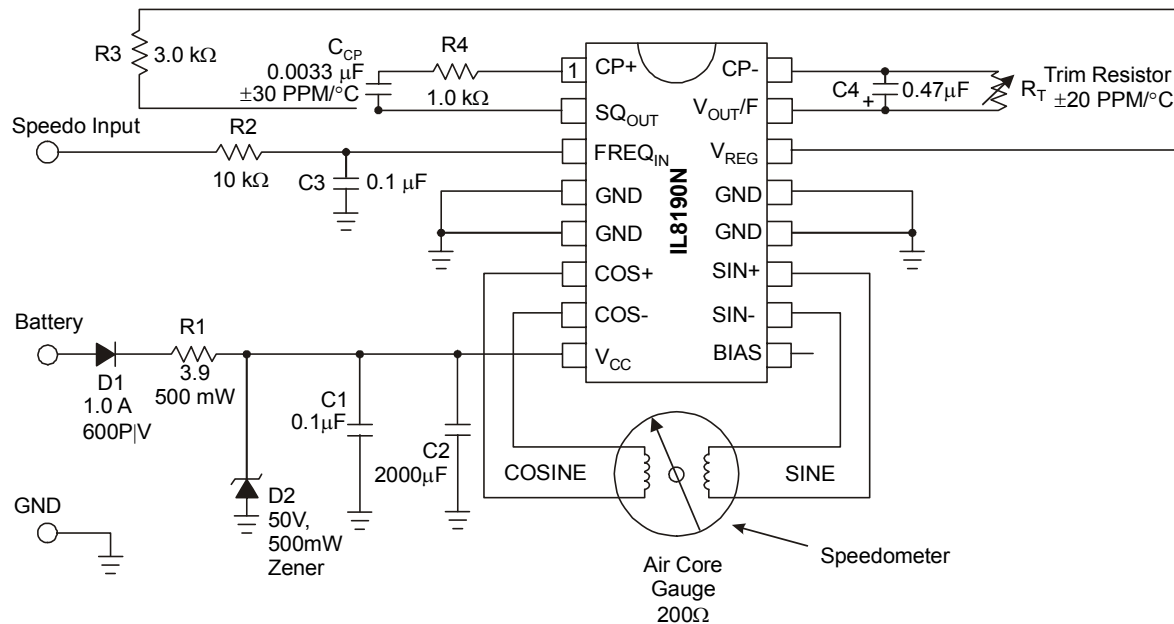 R3
3.0 kΩ
C_CP
0.0033 μF
±30 PPM/°C
R4
1.0 kΩ
1
CP+
SQ_OUT
FREQ_IN
GND
GND
COS+
COS-
V_CC
IL8190N
CP-
V_OUT/F
V_REG
GND
GND
SIN+
SIN-
BIAS
C4
+
0.47μF
R_T
Trim Resistor
±20 PPM/°C
Speedo Input
R2
10 kΩ
C3
0.1 μF
Battery
D1
1.0 A
600P|V
R1
3.9
500 mW
C1
0.1μF
C2
2000μF
D2
50V,
500mW
Zener
GND
COSINE
SINE
Speedometer
Air Core
Gauge
200Ω